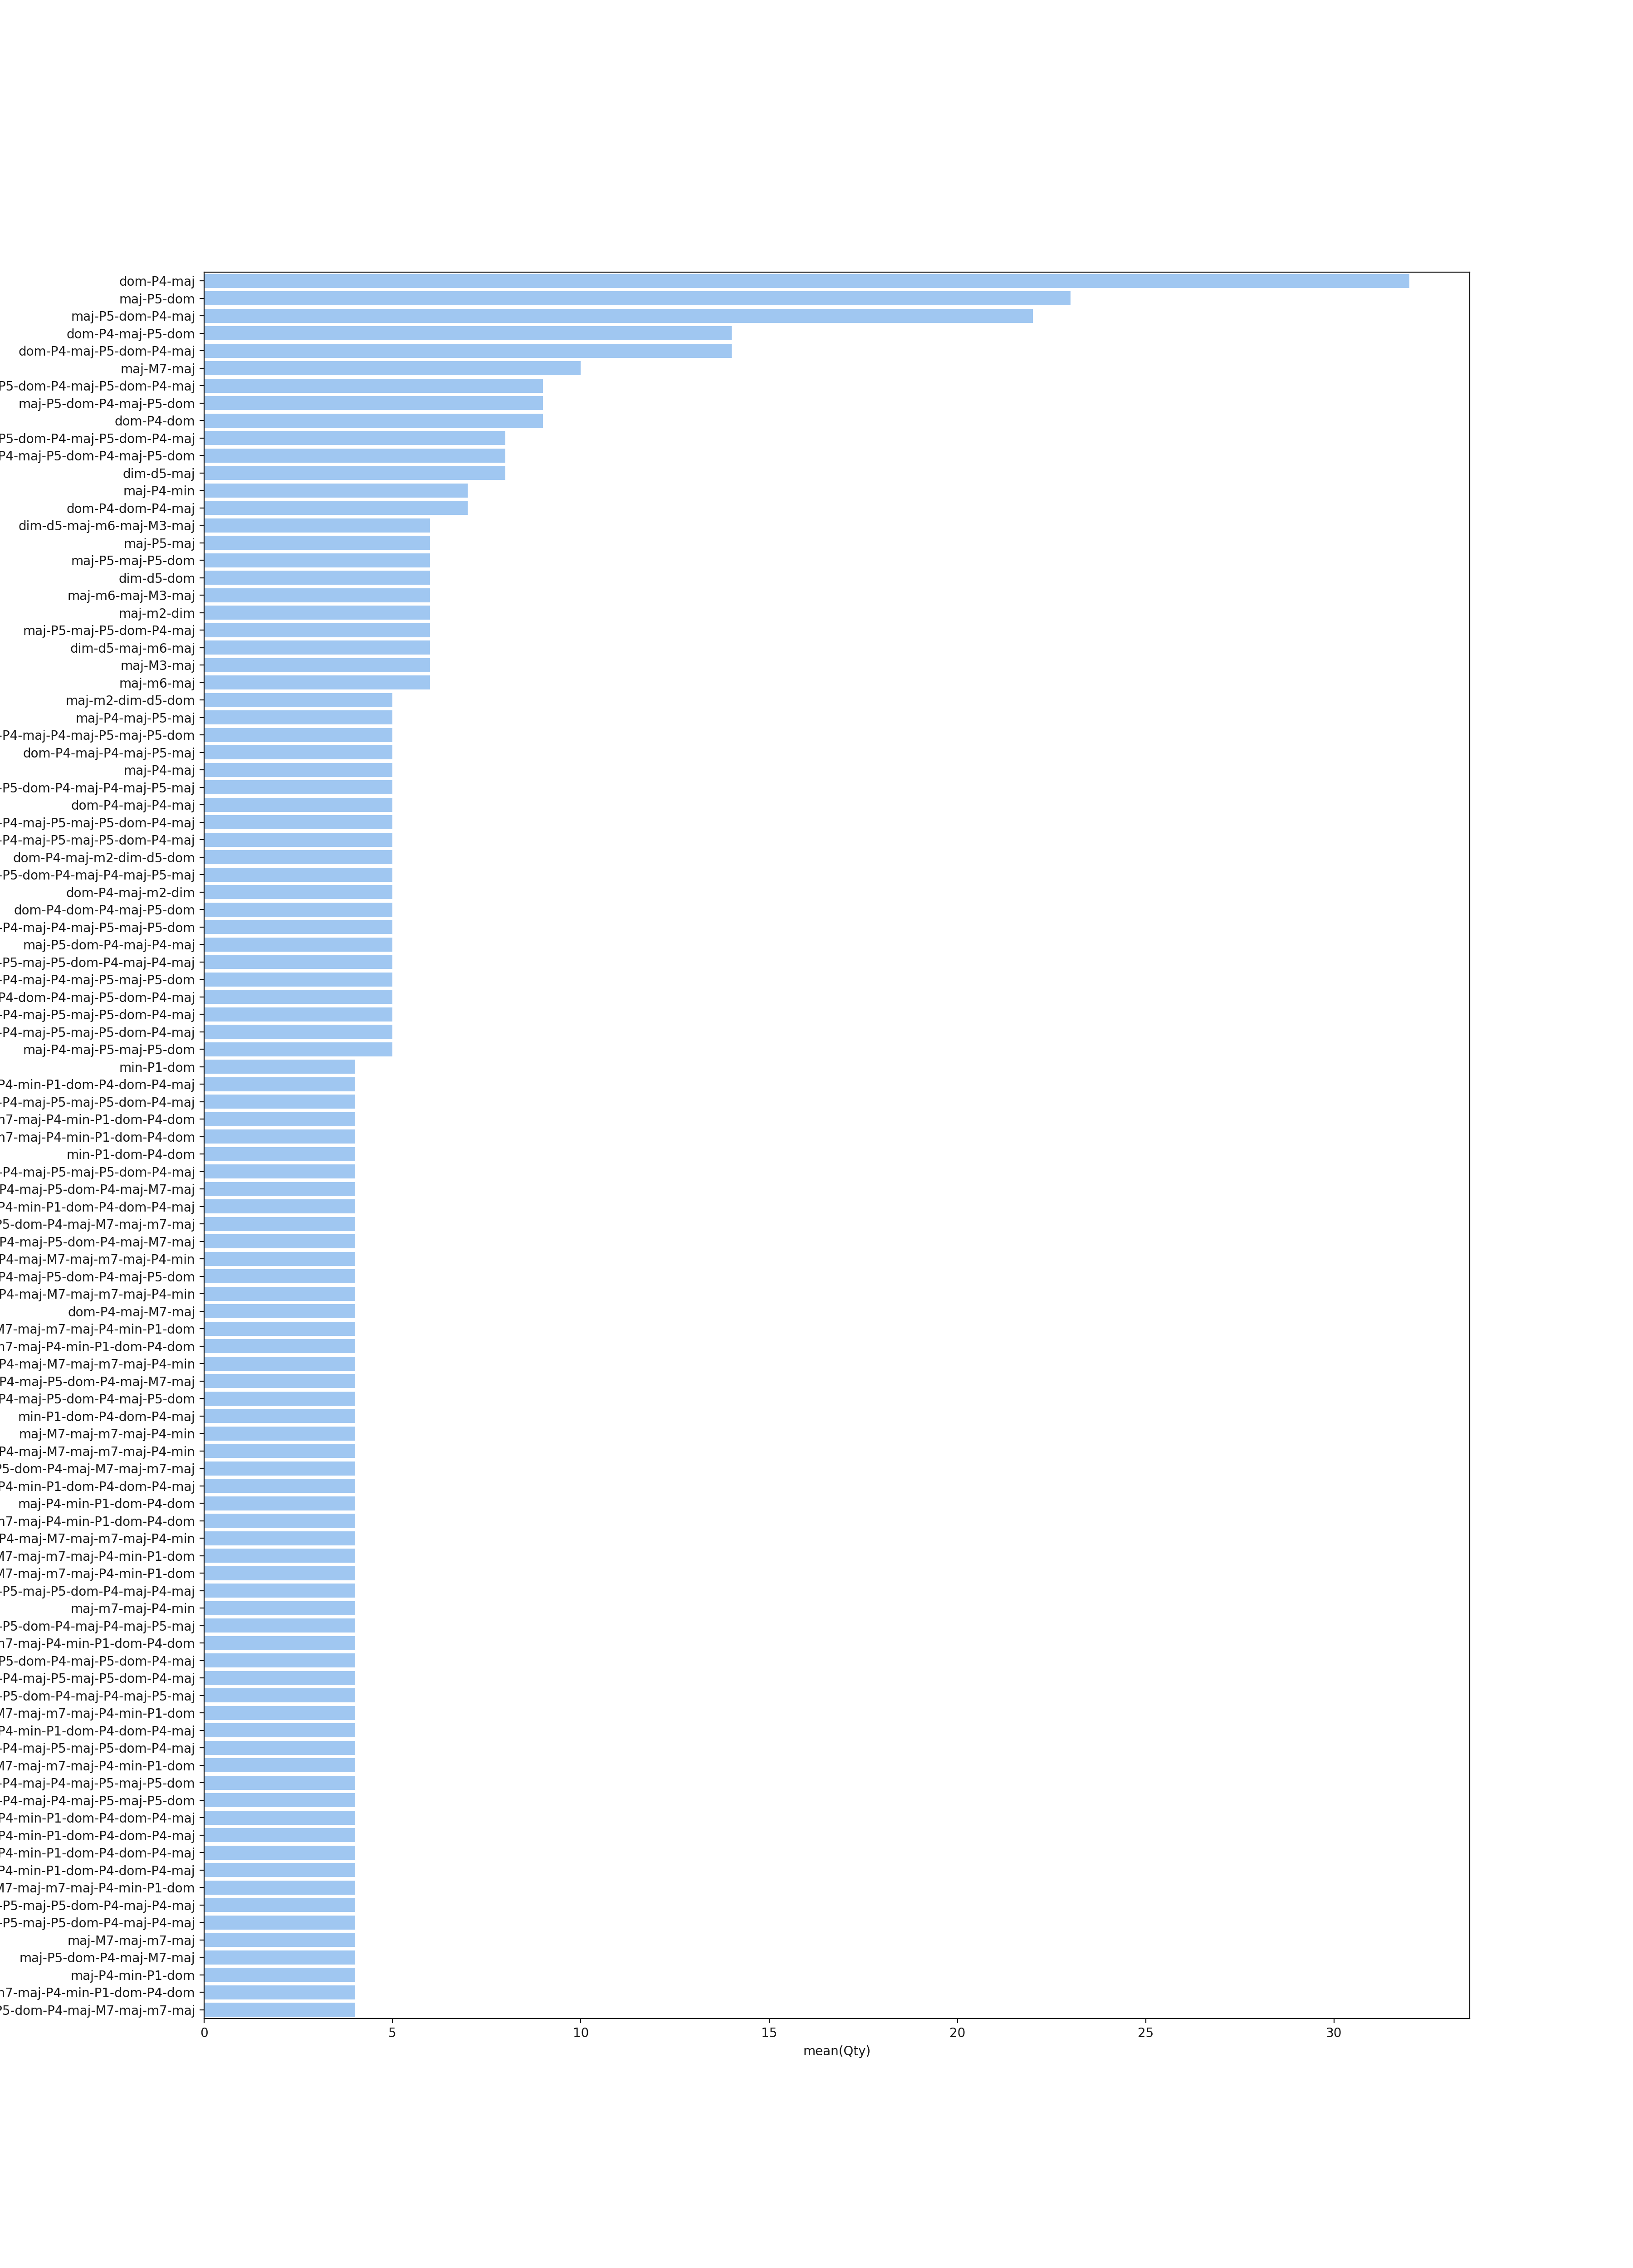 dom-P4-maj
maj-P5-dom
maj-P5-dom-P4-maj
dom-P4-maj-P5-dom
dom-P4-maj-P5-dom-P4-maj
maj-M7-maj
P5-dom-P4-maj-P5-dom-P4-maj
maj-P5-dom-P4-maj-P5-dom
dom-P4-dom
P5-dom-P4-maj-P5-dom-P4-maj
P4-maj-P5-dom-P4-maj-P5-dom
dim-d5-maj
maj-P4-min
dom-P4-dom-P4-maj
dim-d5-maj-m6-maj-M3-maj
maj-P5-maj
maj-P5-maj-P5-dom
dim-d5-dom
maj-m6-maj-M3-maj
maj-m2-dim
maj-P5-maj-P5-dom-P4-maj
dim-d5-maj-m6-maj
maj-M3-maj
maj-m6-maj
maj-m2-dim-d5-dom
maj-P4-maj-P5-maj
-P4-maj-P4-maj-P5-maj-P5-dom
dom-P4-maj-P4-maj-P5-maj
maj-P4-maj
-P5-dom-P4-maj-P4-maj-P5-maj
dom-P4-maj-P4-maj
-P4-maj-P5-maj-P5-dom-P4-maj
-P4-maj-P5-maj-P5-dom-P4-maj
dom-P4-maj-m2-dim-d5-dom
-P5-dom-P4-maj-P4-maj-P5-maj
dom-P4-maj-m2-dim
dom-P4-dom-P4-maj-P5-dom
-P4-maj-P4-maj-P5-maj-P5-dom
maj-P5-dom-P4-maj-P4-maj
-P5-maj-P5-dom-P4-maj-P4-maj
-P4-maj-P4-maj-P5-maj-P5-dom
P4-dom-P4-maj-P5-dom-P4-maj
-P4-maj-P5-maj-P5-dom-P4-maj
-P4-maj-P5-maj-P5-dom-P4-maj
maj-P4-maj-P5-maj-P5-dom
min-P1-dom
P4-min-P1-dom-P4-dom-P4-maj
-P4-maj-P5-maj-P5-dom-P4-maj
m7-maj-P4-min-P1-dom-P4-dom
m7-maj-P4-min-P1-dom-P4-dom
min-P1-dom-P4-dom
-P4-maj-P5-maj-P5-dom-P4-maj
P4-maj-P5-dom-P4-maj-M7-maj
P4-min-P1-dom-P4-dom-P4-maj
P5-dom-P4-maj-M7-maj-m7-maj
P4-maj-P5-dom-P4-maj-M7-maj
P4-maj-M7-maj-m7-maj-P4-min
P4-maj-P5-dom-P4-maj-P5-dom
P4-maj-M7-maj-m7-maj-P4-min
dom-P4-maj-M7-maj
M7-maj-m7-maj-P4-min-P1-dom
m7-maj-P4-min-P1-dom-P4-dom
P4-maj-M7-maj-m7-maj-P4-min
P4-maj-P5-dom-P4-maj-M7-maj
P4-maj-P5-dom-P4-maj-P5-dom
min-P1-dom-P4-dom-P4-maj
maj-M7-maj-m7-maj-P4-min
P4-maj-M7-maj-m7-maj-P4-min
P5-dom-P4-maj-M7-maj-m7-maj
P4-min-P1-dom-P4-dom-P4-maj
maj-P4-min-P1-dom-P4-dom
m7-maj-P4-min-P1-dom-P4-dom
P4-maj-M7-maj-m7-maj-P4-min
M7-maj-m7-maj-P4-min-P1-dom
M7-maj-m7-maj-P4-min-P1-dom
-P5-maj-P5-dom-P4-maj-P4-maj
maj-m7-maj-P4-min
-P5-dom-P4-maj-P4-maj-P5-maj
m7-maj-P4-min-P1-dom-P4-dom
P5-dom-P4-maj-P5-dom-P4-maj
-P4-maj-P5-maj-P5-dom-P4-maj
-P5-dom-P4-maj-P4-maj-P5-maj
M7-maj-m7-maj-P4-min-P1-dom
P4-min-P1-dom-P4-dom-P4-maj
-P4-maj-P5-maj-P5-dom-P4-maj
M7-maj-m7-maj-P4-min-P1-dom
-P4-maj-P4-maj-P5-maj-P5-dom
-P4-maj-P4-maj-P5-maj-P5-dom
P4-min-P1-dom-P4-dom-P4-maj
P4-min-P1-dom-P4-dom-P4-maj
P4-min-P1-dom-P4-dom-P4-maj
P4-min-P1-dom-P4-dom-P4-maj
M7-maj-m7-maj-P4-min-P1-dom
-P5-maj-P5-dom-P4-maj-P4-maj
-P5-maj-P5-dom-P4-maj-P4-maj
maj-M7-maj-m7-maj
maj-P5-dom-P4-maj-M7-maj
maj-P4-min-P1-dom
m7-maj-P4-min-P1-dom-P4-dom
P5-dom-P4-maj-M7-maj-m7-maj
0 5 10 15 20 25 30
mean(Qty)